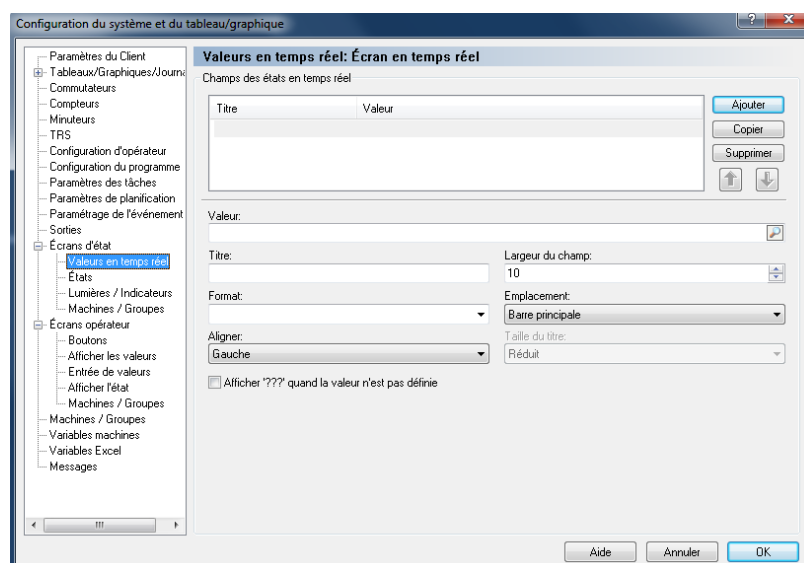 Configuration du système et du tableau/graphique
Paramètres du Client
Tableaux/Graphiques/Journa
Commutateurs
Compteurs
Minuteurs
TRS
Configuration d'opérateur
Configuration du programme
Paramètres des tâches
Paramètres de planification
Paramétrage de l'événement
Sorties
Écrans d'état
Valeurs en temps réel
États
Lumières / Indicateurs
Machines / Groupes
Écrans opérateur
Boutons
Afficher les valeurs
Entrée de valeurs
Afficher l'état
Machines / Groupes
Machines / Groupes
Variables machines
Variables Excel
Messages
Valeurs en temps réel: Écran en temps réel
Champs des états en temps réel
Titre Valeur
Ajouter
Copier
Supprimer
Valeur:
Titre: Largeur du champ:
10
Format: Emplacement:
Barre principale
Aligner: Taille du titre:
Gauche Réduit
Afficher '???' quand la valeur n'est pas définie
Aide Annuler OK